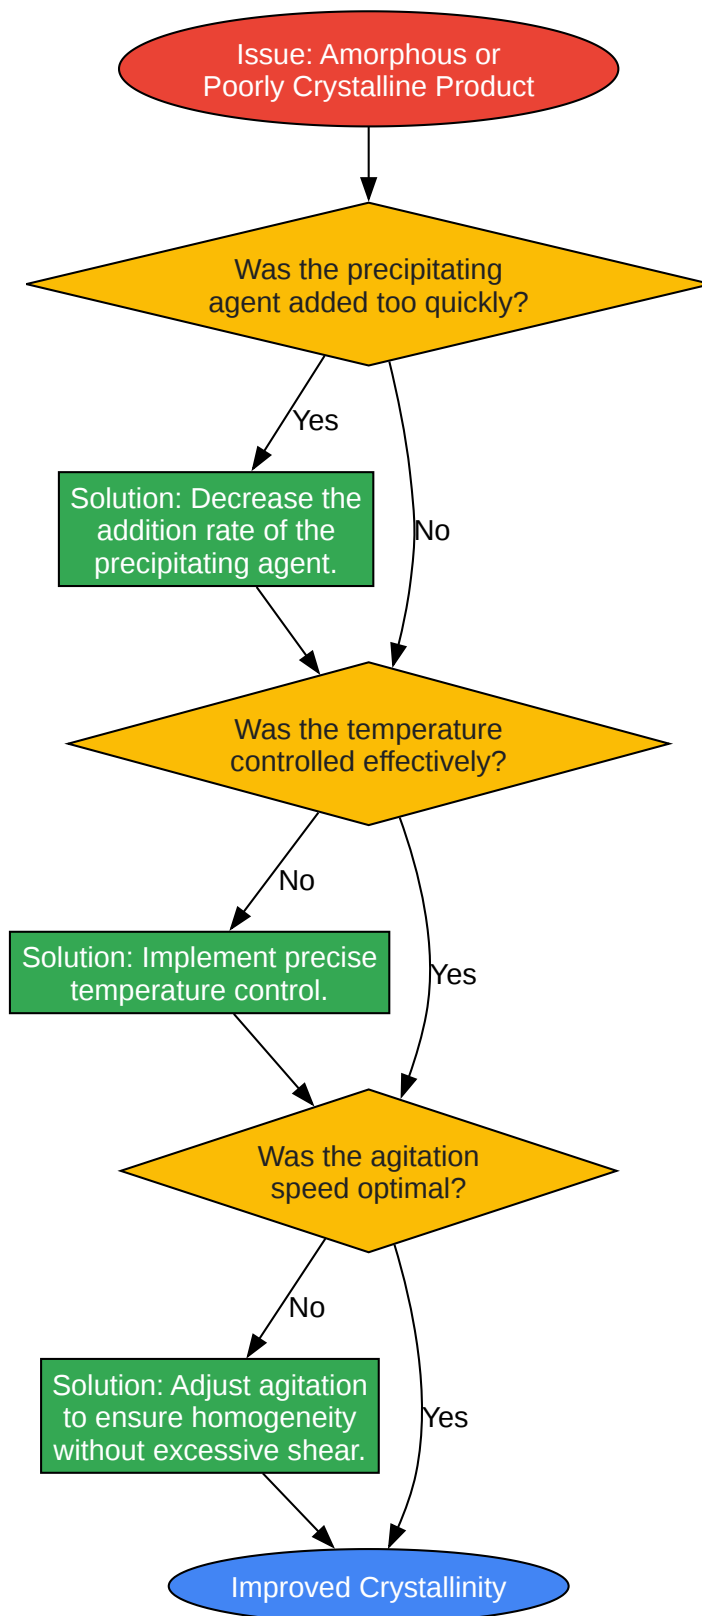 Issue: Amorphous or
Poorly Crystalline Product
Was the precipitating
agent added too quickly?
Yes
Solution: Decrease the
addition rate of the
precipitating agent.
No
Was the temperature
controlled effectively?
No
Solution: Implement precise
temperature control.
Yes
Was the agitation
speed optimal?
No
Solution: Adjust agitation
to ensure homogeneity
without excessive shear.
Yes
Improved Crystallinity